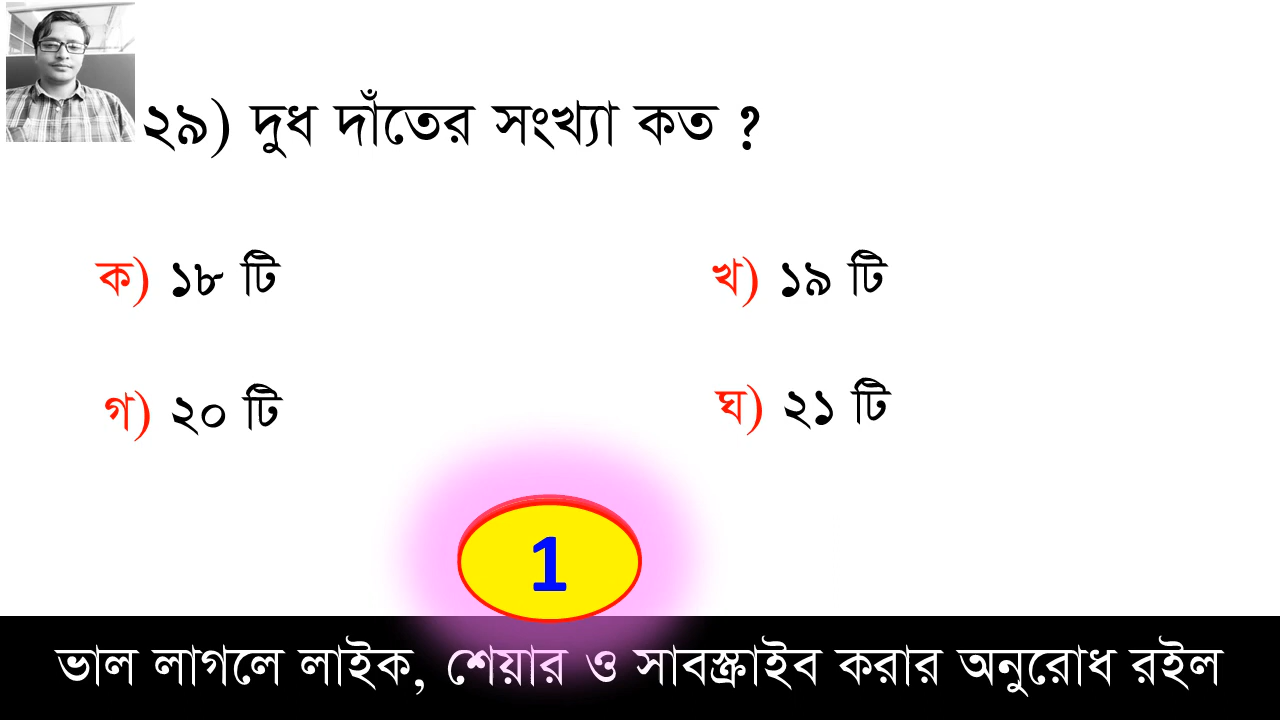 ২৯) দুধ দাঁতের সংখ্যা কত ?
ক) ১৮ টি
খ) ১৯ টি
গ) ২০ টি
ঘ) ২১ টি
1
ভাল লাগলে লাইক, শেয়ার ও সাবস্ক্রাইব করার অনুরোধ রইল